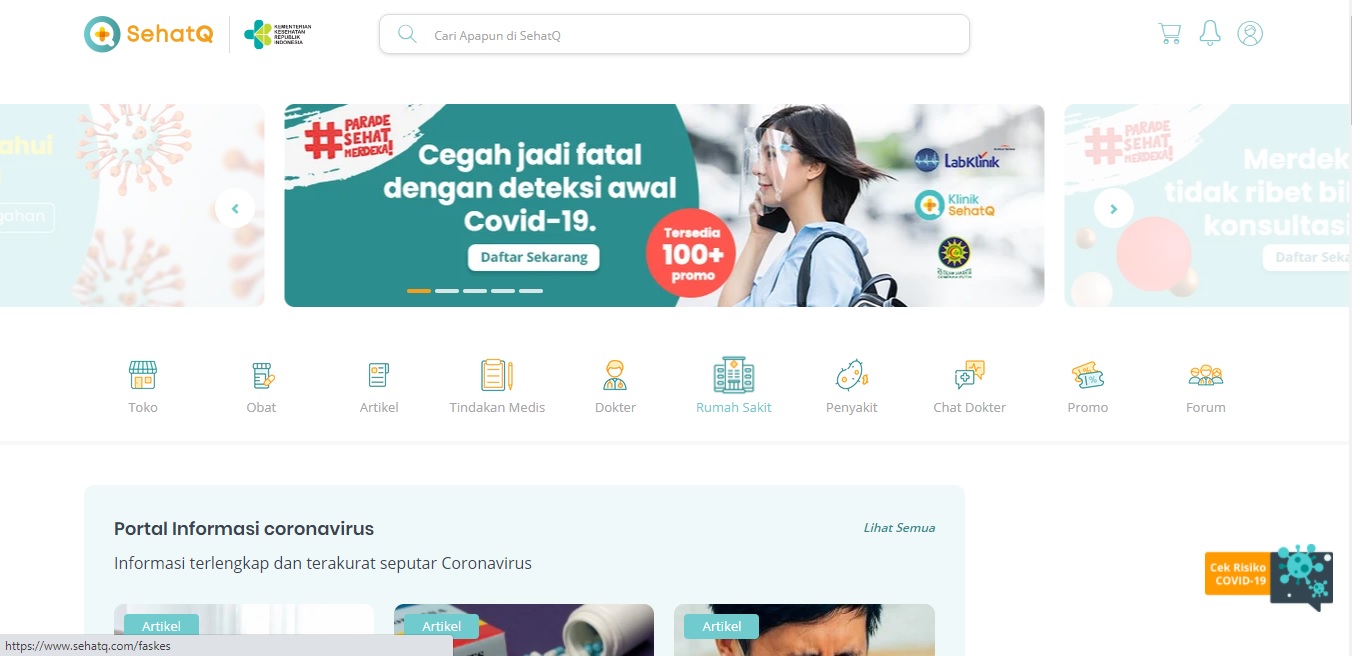 SehatQ
KEMENTERIAN
KESEHATAN
REPUBLIK
INDONESIA
Cari Apapun di SehatQ
ahui
gahan
#PARADE
SEHAT,
MERDEKA!
Cegah jadi fatal
dengan deteksi awal
Covid-19.
Daftar Sekarang
Tersedia
100+
promo
LabKlinik
Klinik
SehatQ
#PARADE
SEHAT,
MERDEKA!
Merdek
tidak ribet bi
konsultasi
Daftar Seka
Toko
Obat
Artikel
Tindakan Medis
Dokter
Rumah Sakit
Penyakit
Chat Dokter
Promo
Forum
Portal Informasi coronavirus
Lihat Semua
Informasi terlengkap dan terakurat seputar Coronavirus
Cek Risiko
COVID-19
Artikel
Artikel
Artikel
https://www.sehatq.com/faskes